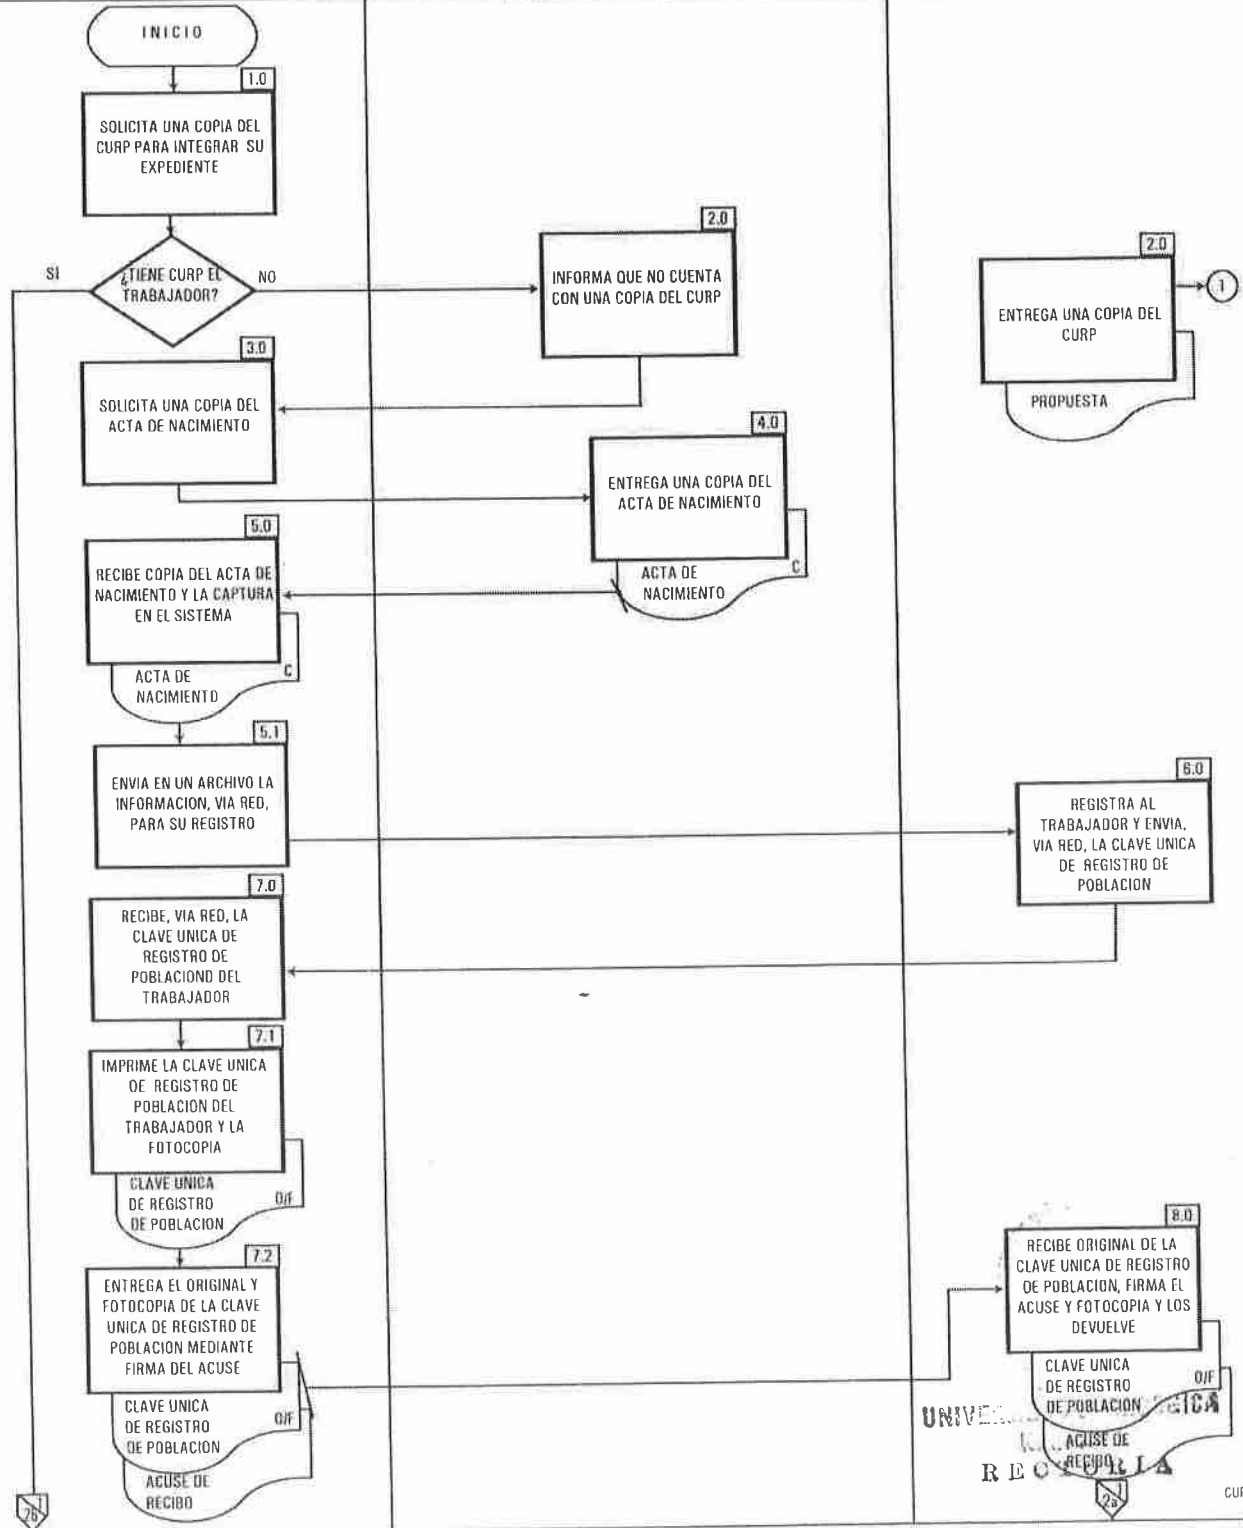 INICIO
1.0
SOLICITA UNA COPIA DEL
CURP PARA INTEGRAR SU
EXPEDIENTE
SI
¿TIENE CURP EL
TRABAJADOR?
NO
2.0
INFORMA QUE NO CUENTA
CON UNA COPIA DEL CURP
2.0
ENTREGA UNA COPIA DEL
CURP
1
PROPUESTA
3.0
SOLICITA UNA COPIA DEL
ACTA DE NACIMIENTO
4.0
ENTREGA UNA COPIA DEL
ACTA DE NACIMIENTO
ACTA DE
NACIMIENTO
C
5.0
RECIBE COPIA DEL ACTA DE
NACIMIENTO Y LA CAPTURA
EN EL SISTEMA
ACTA DE
NACIMIENTO
C
5.1
ENVIA EN UN ARCHIVO LA
INFORMACION, VIA RED,
PARA SU REGISTRO
6.0
REGISTRA AL
TRABAJADOR Y ENVIA,
VIA RED, LA CLAVE UNICA
DE REGISTRO DE
POBLACION
7.0
RECIBE, VIA RED, LA
CLAVE UNICA DE
REGISTRO DE
POBLACIOND DEL
TRABAJADOR
7.1
IMPRIME LA CLAVE UNICA
DE REGISTRO DE
POBLACION DEL
TRABAJADOR Y LA
FOTOCOPIA
CLAVE UNICA
DE REGISTRO
DE POBLACION
O/F
7.2
ENTREGA EL ORIGINAL Y
FOTOCOPIA DE LA CLAVE
UNICA DE REGISTRO DE
POBLACION MEDIANTE
FIRMA DEL ACUSE
CLAVE UNICA
DE REGISTRO
DE POBLACION
O/F
ACUSE DE
RECIBO
8.0
RECIBE ORIGINAL DE LA
CLAVE UNICA DE REGISTRO
DE POBLACION, FIRMA EL
ACUSE Y FOTOCOPIA Y LOS
DEVUELVE
CLAVE UNICA
DE REGISTRO
DE POBLACION
O/F
ACUSE DE
RECIBO
RECTORIA
2a
CUR